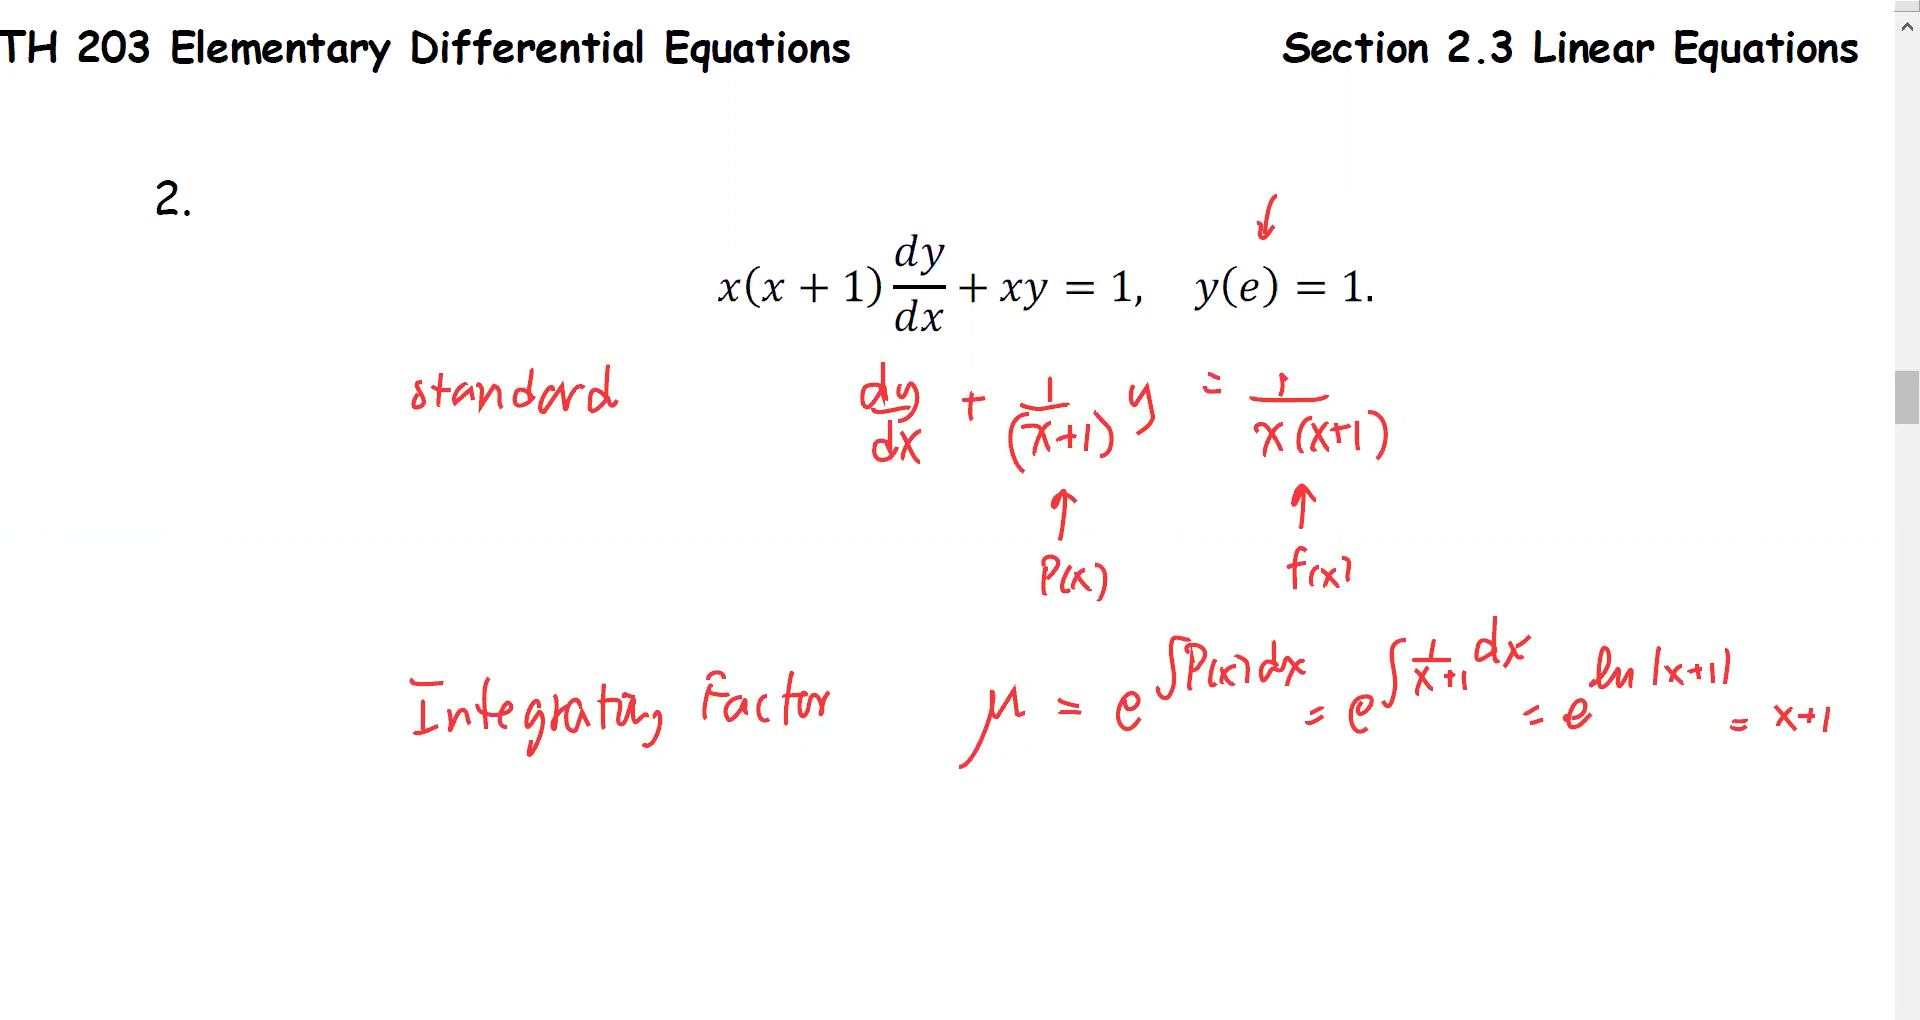 TH 203 Elementary Differential Equations Section 2.3 Linear Equations
2.
x(x + 1) dy/dx + xy = 1, y(e) = 1.
standard dy/dx + 1/(x+1) y = 1/(x(x+1))
↑ ↑
P(x) f(x)
Integrating Factor μ = e^{∫P(x)dx} = e^{∫1/(x+1) dx} = e^{ln|x+1|} = x+1